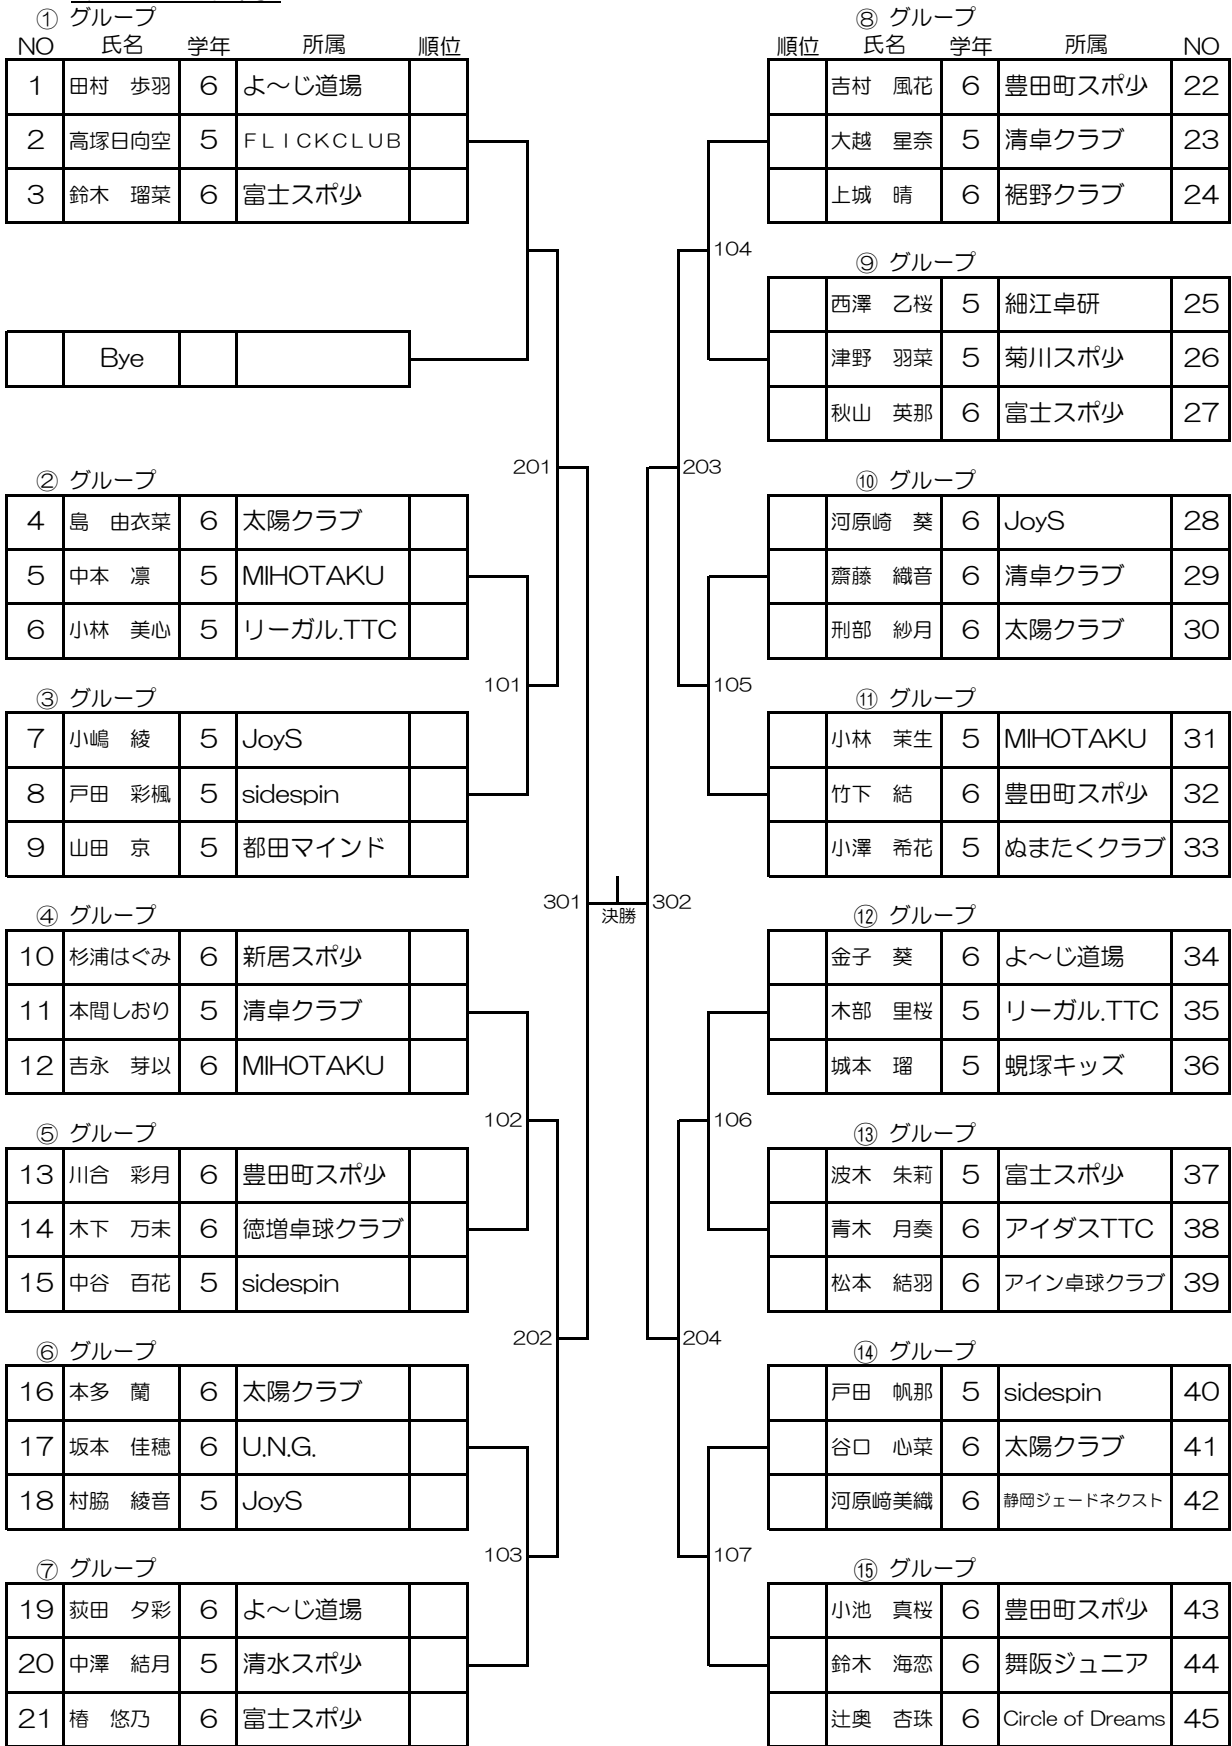 ① グループ
NO 氏名 学年 所属 順位
1 田村 歩羽 6 よ～じ道場
2 高塚日向空 5 ＦＬＩＣＫＣＬＵＢ
3 鈴木 瑠菜 6 富士スポ少
Bye
② グループ
4 島 由衣菜 6 太陽クラブ
5 中本 凛 5 MIHOTAKU
6 小林 美心 5 リーガル.TTC
③ グループ
7 小嶋 綾 5 JoyS
8 戸田 彩楓 5 sidespin
9 山田 京 5 都田マインド
④ グループ
10 杉浦はぐみ 6 新居スポ少
11 本間しおり 5 清卓クラブ
12 吉永 芽以 6 MIHOTAKU
⑤ グループ
13 川合 彩月 6 豊田町スポ少
14 木下 万未 6 徳増卓球クラブ
15 中谷 百花 5 sidespin
⑥ グループ
16 本多 蘭 6 太陽クラブ
17 坂本 佳穂 6 U.N.G.
18 村脇 綾音 5 JoyS
⑦ グループ
19 荻田 夕彩 6 よ～じ道場
20 中澤 結月 5 清水スポ少
21 椿 悠乃 6 富士スポ少
201
101
301
102
202
103
決勝
⑧ グループ
順位 氏名 学年 所属 NO
吉村 風花 6 豊田町スポ少 22
大越 星奈 5 清卓クラブ 23
上城 晴 6 裾野クラブ 24
104
⑨ グループ
西澤 乙桜 5 細江卓研 25
津野 羽菜 5 菊川スポ少 26
秋山 英那 6 富士スポ少 27
203
⑩ グループ
河原崎 葵 6 JoyS 28
齋藤 織音 6 清卓クラブ 29
刑部 紗月 6 太陽クラブ 30
105
⑪ グループ
小林 茉生 5 MIHOTAKU 31
竹下 結 6 豊田町スポ少 32
小澤 希花 5 ぬまたくクラブ 33
302
⑫ グループ
金子 葵 6 よ～じ道場 34
木部 里桜 5 リーガル.TTC 35
城本 瑠 5 蜆塚キッズ 36
106
⑬ グループ
波木 朱莉 5 富士スポ少 37
青木 月奏 6 アイダスTTC 38
松本 結羽 6 アイン卓球クラブ 39
204
⑭ グループ
戸田 帆那 5 sidespin 40
谷口 心菜 6 太陽クラブ 41
河原﨑美織 6 静岡ジェードネクスト 42
107
⑮ グループ
小池 真桜 6 豊田町スポ少 43
鈴木 海恋 6 舞阪ジュニア 44
辻奥 杏珠 6 Circle of Dreams 45